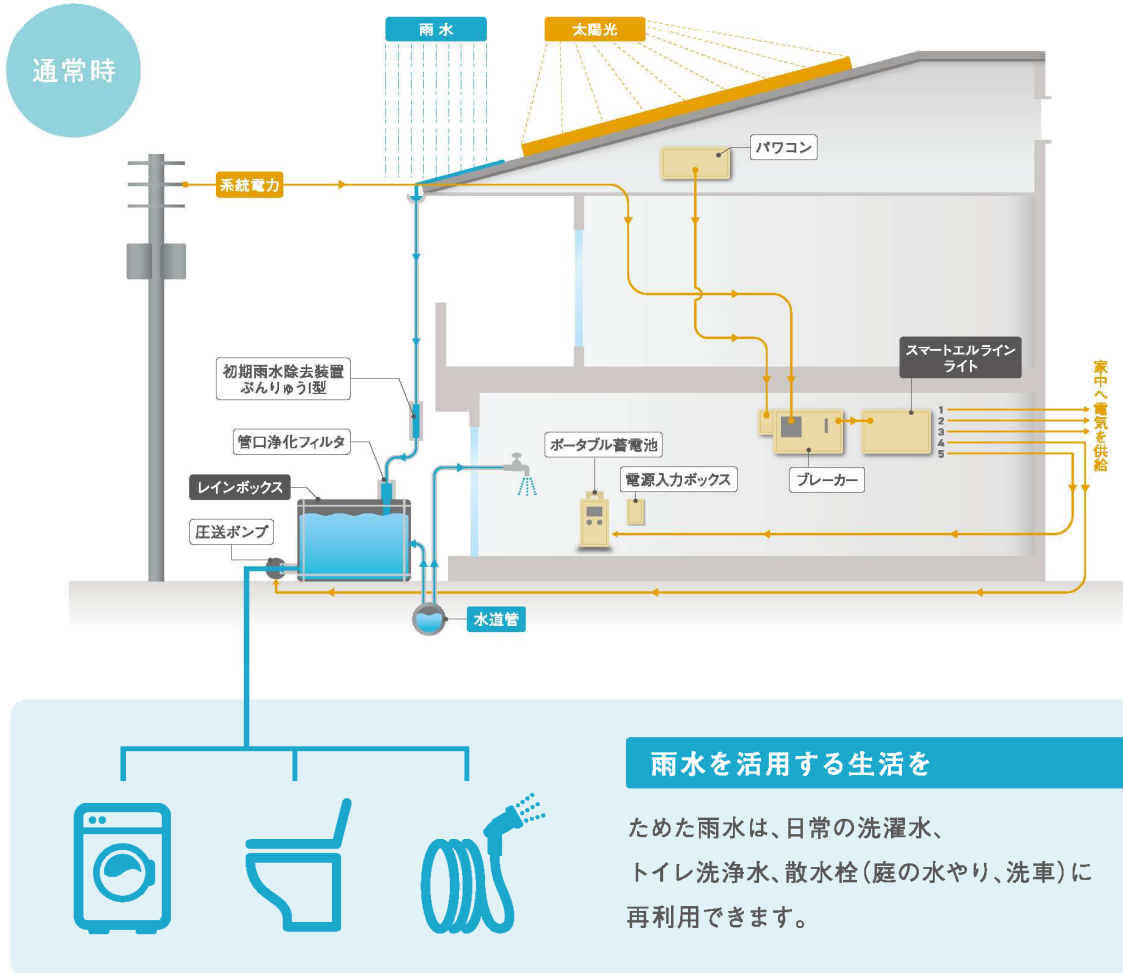 通常時
雨水
太陽光
パワコン
系統電力
スマートエルライン
ライト
初期雨水除去装置
ぶんりゅうI型
管口浄化フィルタ
レインボックス
圧送ポンプ
ポータブル蓄電池
電源入力ボックス
ブレーカー
1
2
3
4
5
家中へ電気を供給
水道管
雨水を活用する生活を
ためた雨水は、日常の洗濯水、
トイレ洗浄水、散水栓(庭の水やり、洗車)に
再利用できます。